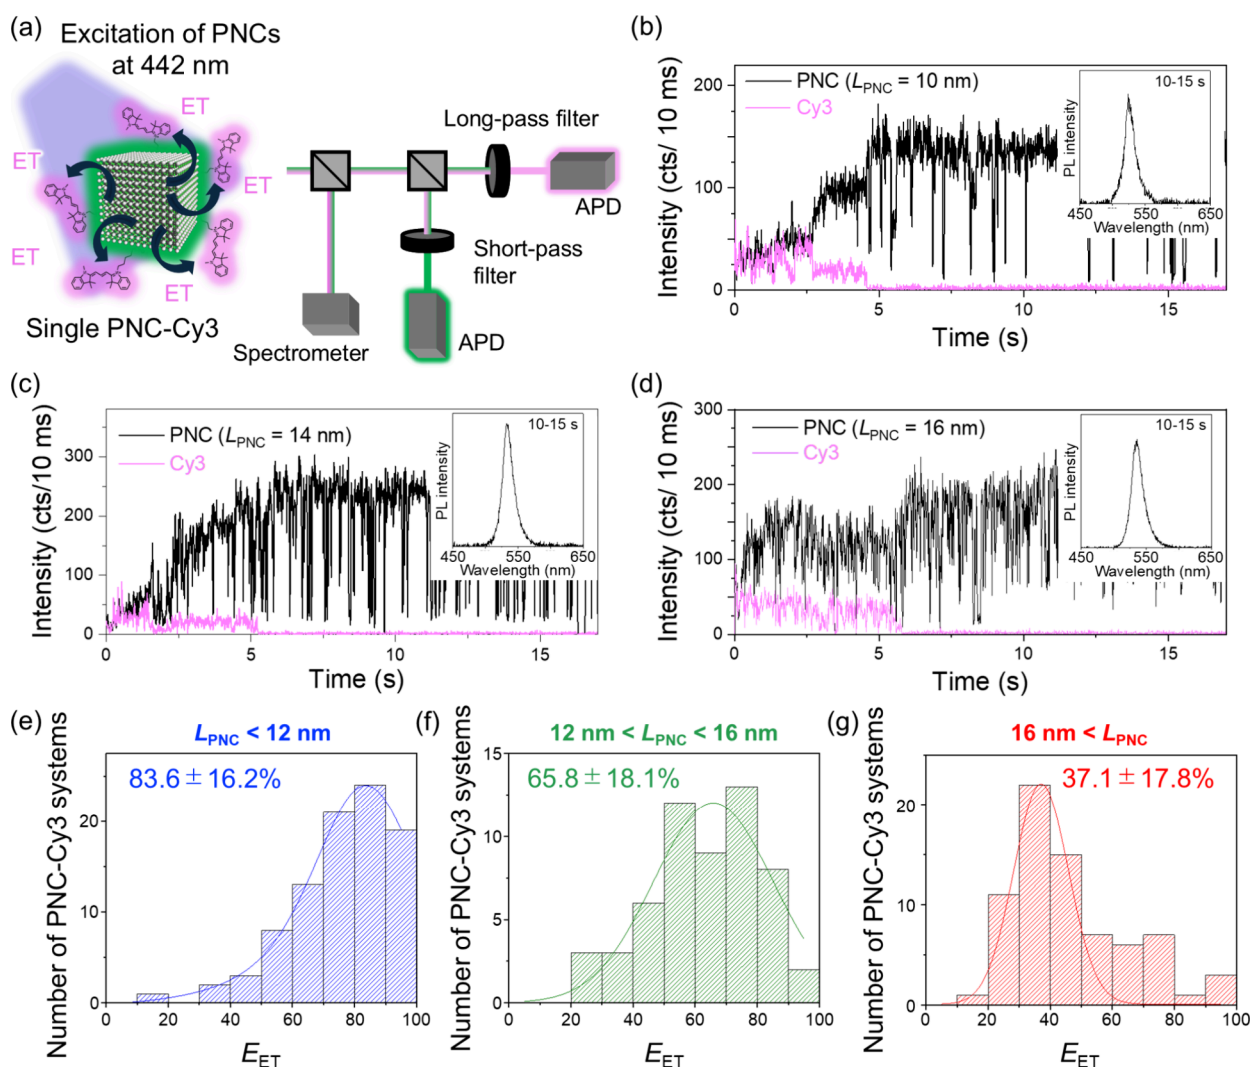 (a)
Excitation of PNCs
at 442 nm
ET
ET
ET
ET
ET
Single PNC-Cy3
Long-pass filter
APD
Short-pass
filter
APD
Spectrometer
(b)
Intensity (cts/ 10 ms)
200
100
0
PNC (LPNC = 10 nm)
Cy3
10-15 s
PL intensity
450 550 650
Wavelength (nm)
0 5 10 15
Time (s)
(c)
Intensity (cts/10 ms)
300
200
100
0
PNC (LPNC = 14 nm)
Cy3
10-15 s
PL intensity
450 550 650
Wavelength (nm)
0 5 10 15
Time (s)
(d)
Intensity (cts/ 10 ms)
300
200
100
0
PNC (LPNC = 16 nm)
Cy3
10-15 s
PL intensity
450 550 650
Wavelength (nm)
0 5 10 15
Time (s)
(e)
LPNC < 12 nm
83.6 ± 16.2%
Number of PNC-Cy3 systems
20
10
0
0 20 40 60 80 100
EET
(f)
12 nm < LPNC < 16 nm
65.8 ± 18.1%
Number of PNC-Cy3 systems
15
10
5
0
0 20 40 60 80 100
EET
(g)
16 nm < LPNC
37.1 ± 17.8%
Number of PNC-Cy3 systems
20
10
0
0 20 40 60 80 100
EET